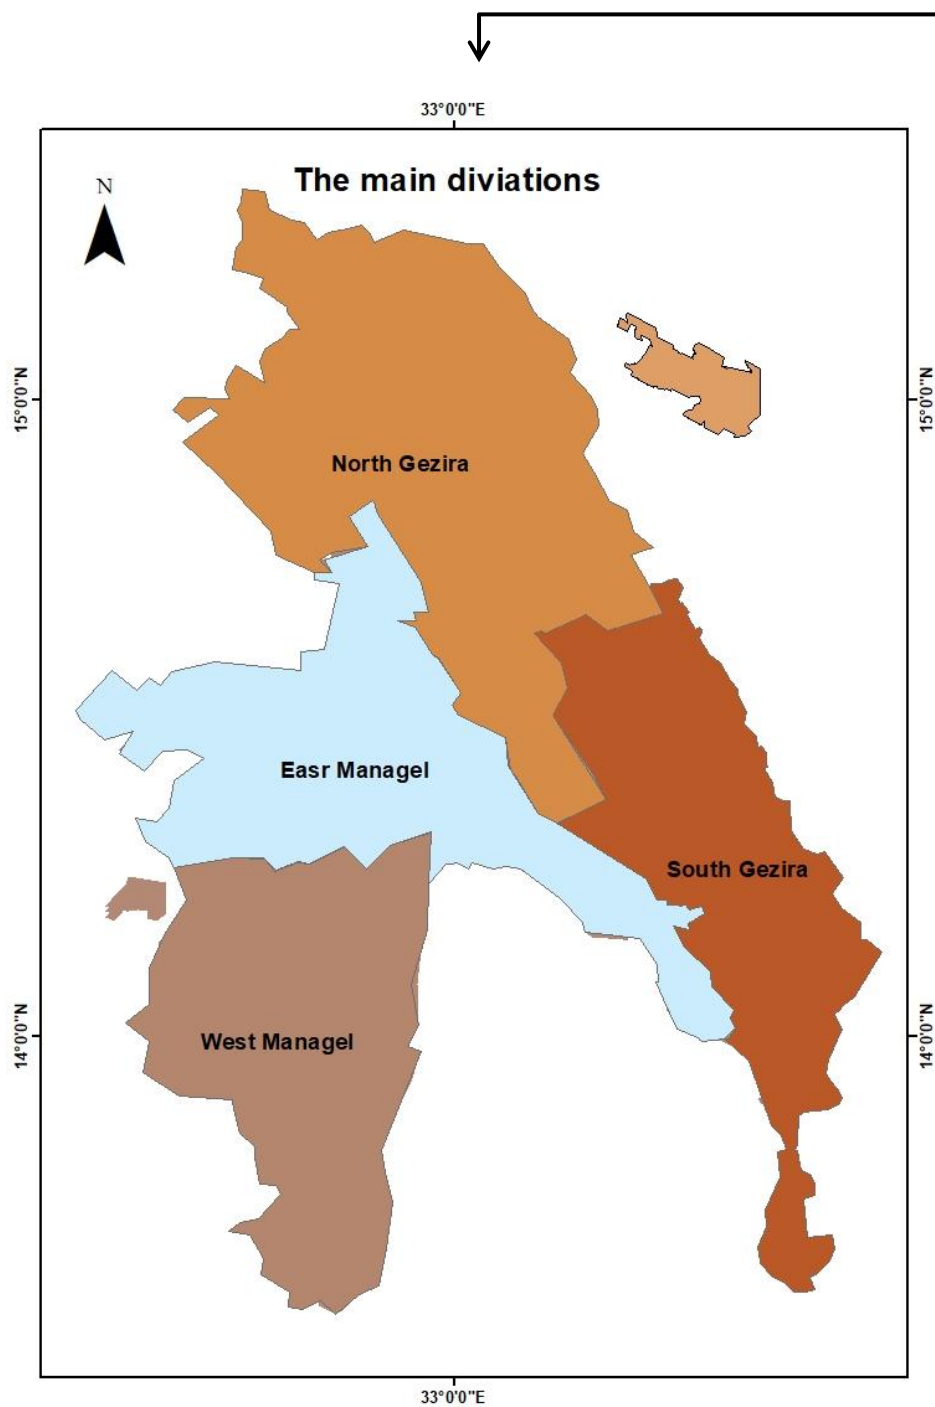 33°0'0"E
The main diviations
N
15°0'0"N
15°0'0"N
North Gezira
Easr Managel
South Gezira
West Managel
14°0'0"N
14°0'0"N
33°0'0"E